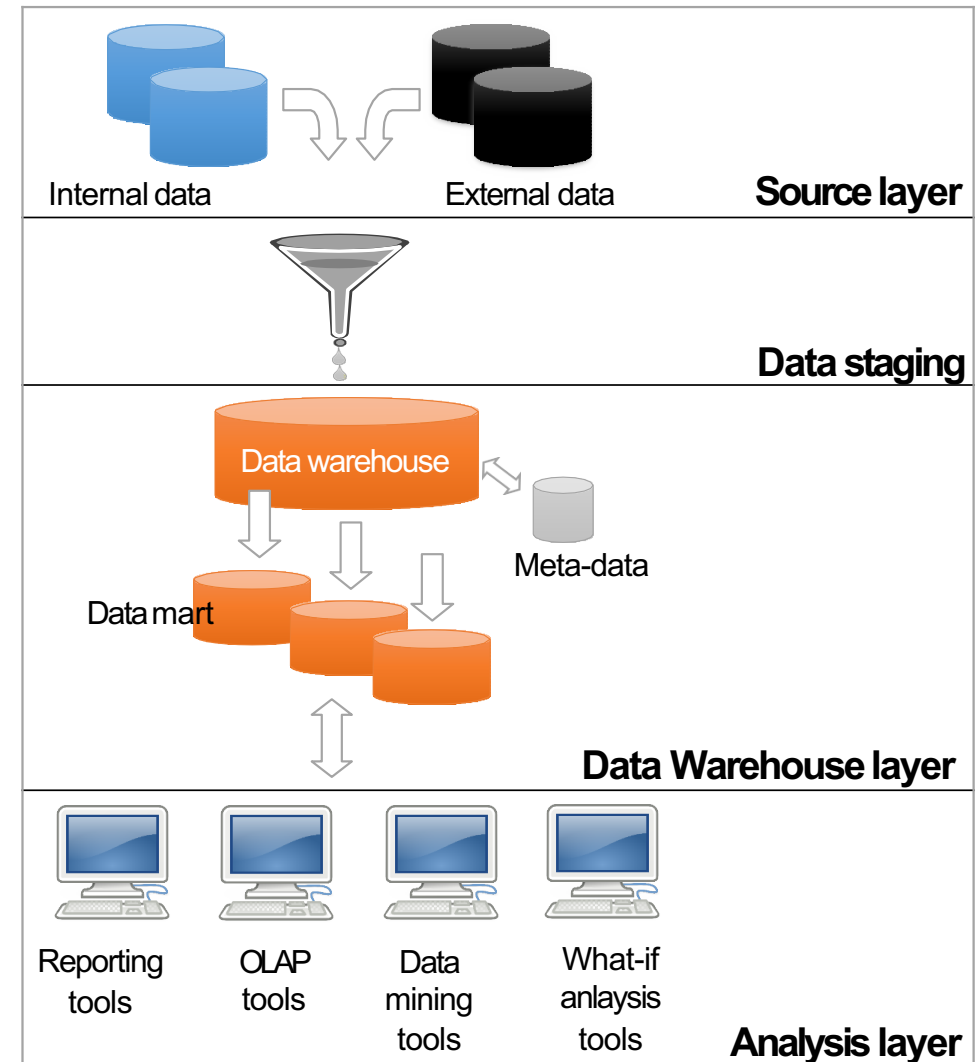 Internal data
External data
Source layer
Data staging
Data warehouse
Meta-data
Data mart
Data Warehouse layer
Reporting
tools
OLAP
tools
Data
mining
tools
What-if
anlaysis
tools
Analysis layer